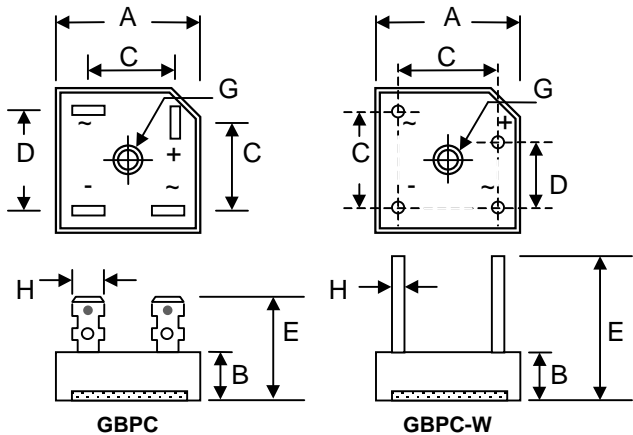 A A
C C
G G
~ ~ +
D + C C D
- ~ - ~
H E H E
B B
GBPC GBPC-W